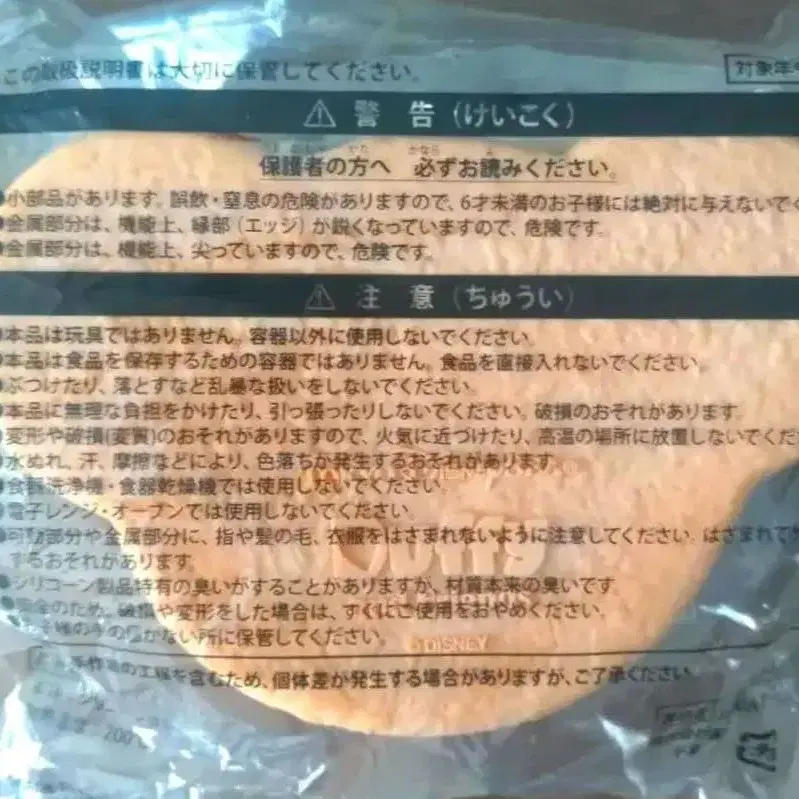 この取扱説明書は大切に保管してください。
対象年
警告(けいこく)
保護者の方へ 必ずお読みください。
●小部品があります。誤飲・窒息の危険がありますので、6才未満のお子様には絶対に与えないでく
●金属部分は、機能上、縁部(エッジ)が鋭くなっていますので、危険です。
●金属部分は、機能上、尖っていますので、危険です。
注意(ちゅうい)
●本品は玩具ではありません。容器以外に使用しないでください。
●本品は食品を保存するための容器ではありません。食品を直接入れないでください。
●ぶつけたり、落とすなど乱暴な扱いをしないでください。
●本品に無理な負担をかけたり、引っ張ったりしないでください。破損のおそれがあります。
●変形や破損(変質)のおそれがありますので、火気に近づけたり、高温の場所に放置しないでくだ
●水ぬれ、汗、摩擦などにより、色落ちが発生するおそれがあります。
●食器洗浄機・食器乾燥機では使用しないでください。
●電子レンジ・オーブンでは使用しないでください。
●可動部分や金属部分に、指や髪の毛、衣服をはさまれないように注意してください。はさまれて
するおそれがあります。
Duffy
●シリコーン製品特有の臭いがすることがありますが、材質本来の臭いです
●安全のため、破損や変形をした場合は、すぐにご使用をおやめください。
●お子様の手の届かない所に保管してください。
©DISNEY
の工程を含むため、個体差が発生する場合がありますが、ご了承ください。
200